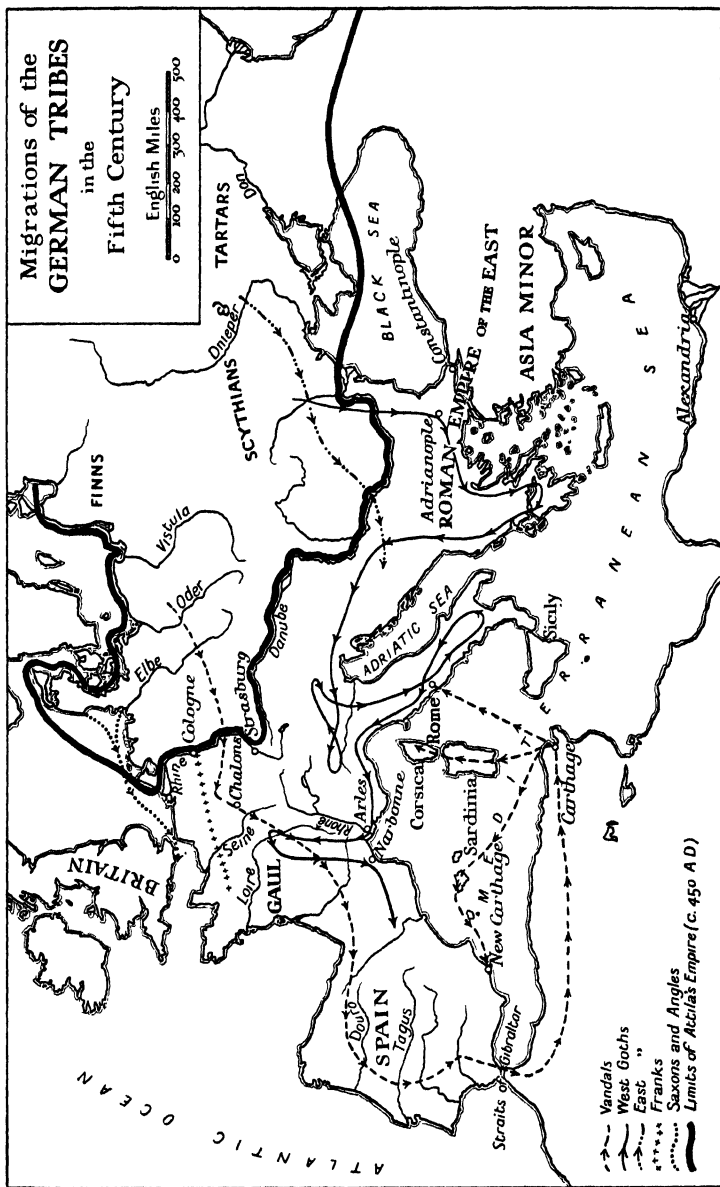 Migrations of the
GERMAN TRIBES
in the
Fifth Century
English Miles
0 100 200 300 400 500
ATLANTIC OCEAN
BRITAIN
FINNS
TARTARS
SCYTHIANS
Don
Dnieper
Vistula
Oder
Elbe
Rhine
Cologne
Strasburg
Chalons
Danube
Seine
Loire
GAUL
Rhone
Arles
Narbonne
BLACK SEA
Constantinople
Adrianople
ROMAN EMPIRE OF THE EAST
ASIA MINOR
ADRIATIC SEA
Rome
Corsica
Sardinia
Sicily
SPAIN
Douro
Tagus
New Carthage
Straits of Gibraltar
Carthage
MEDITERRANEAN SEA
Alexandria
Vandals
West Goths
East "
Franks
Saxons and Angles
Limits of Attila's Empire (c. 450 AD)